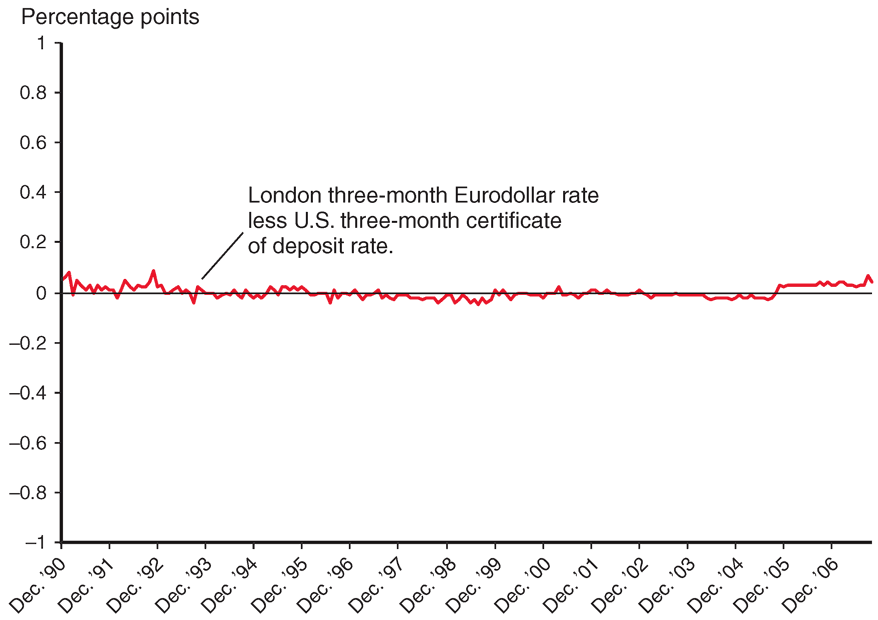 Percentage points
1
0.8
0.6
0.4
0.2
0
–0.2
–0.4
–0.6
–0.8
–1
London three-month Eurodollar rate
less U.S. three-month certificate
of deposit rate.
Dec. ’90
Dec. ’91
Dec. ’92
Dec. ’93
Dec. ’94
Dec. ’95
Dec. ’96
Dec. ’97
Dec. ’98
Dec. ’99
Dec. ’00
Dec. ’01
Dec. ’02
Dec. ’03
Dec. ’04
Dec. ’05
Dec. ’06